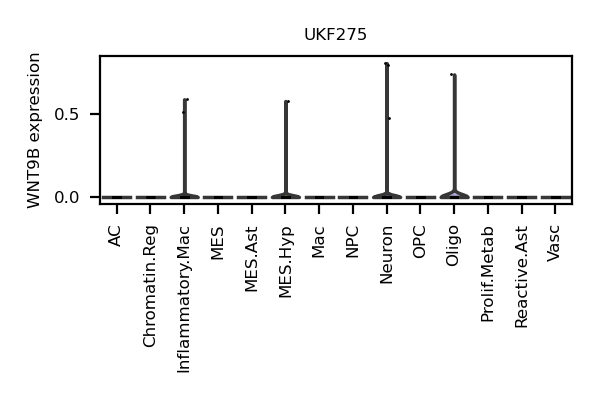 UKF275
WNT9B expression
0.5
0.0
AC
Chromatin.Reg
Inflammatory.Mac
MES
MES.Ast
MES.Hyp
Mac
NPC
Neuron
OPC
Oligo
Prolif.Metab
Reactive.Ast
Vasc